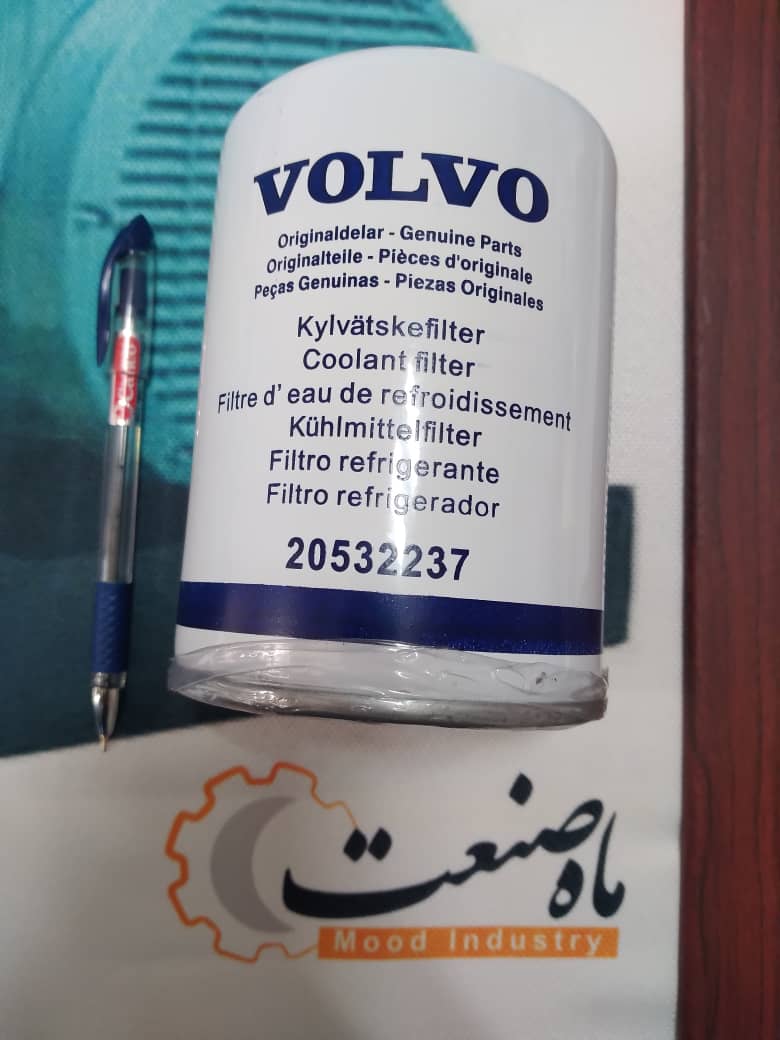 VOLVO
Originaldelar - Genuine Parts
Originalteile - Pièces d'originale
Peças Genuinas - Piezas Originales
Kylvätskefilter
Coolant filter
Filtre d' eau de refroidissement
Kühlmittelfilter
Filtro refrigerante
Filtro refrigerador
20532237
ماه صنعت
Mood Industry